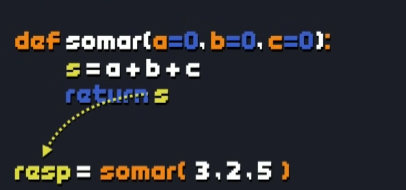 def somar(a=0, b=0, c=0):
s = a + b + c
return s
resp = somar( 3, 2, 5 )